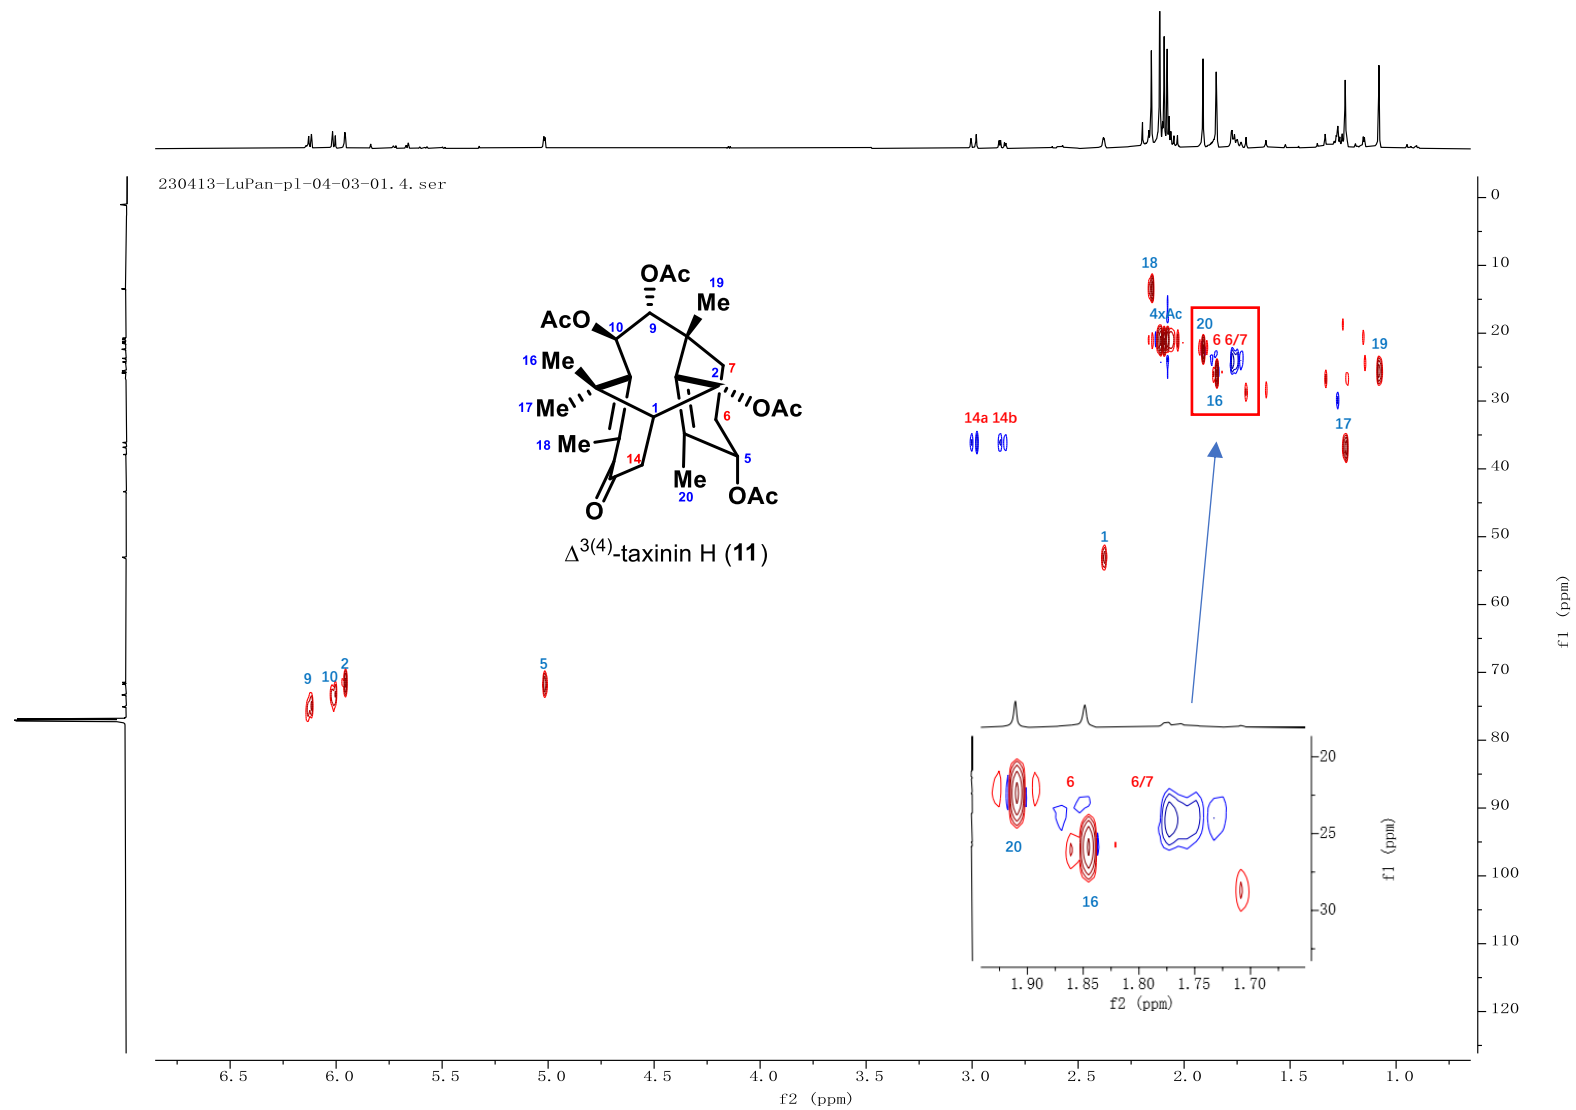 230413-LuPan-pl-04-03-01.4.ser
OAc
19
Me
AcO
10
9
16 Me
7
2
17 Me
1
OAc
6
18 Me
14
5
Me
20
OAc
O
Δ3(4)-taxinin H (11)
18
4xAc
20
6 6/7
19
16
17
14a 14b
1
9
10
2
5
0
10
20
30
40
50
60
70
80
90
100
110
120
f1 (ppm)
6
6/7
20
16
20
25
30
f1 (ppm)
1.90 1.85 1.80 1.75 1.70
f2 (ppm)
6.5 6.0 5.5 5.0 4.5 4.0 3.5 3.0 2.5 2.0 1.5 1.0
f2 (ppm)